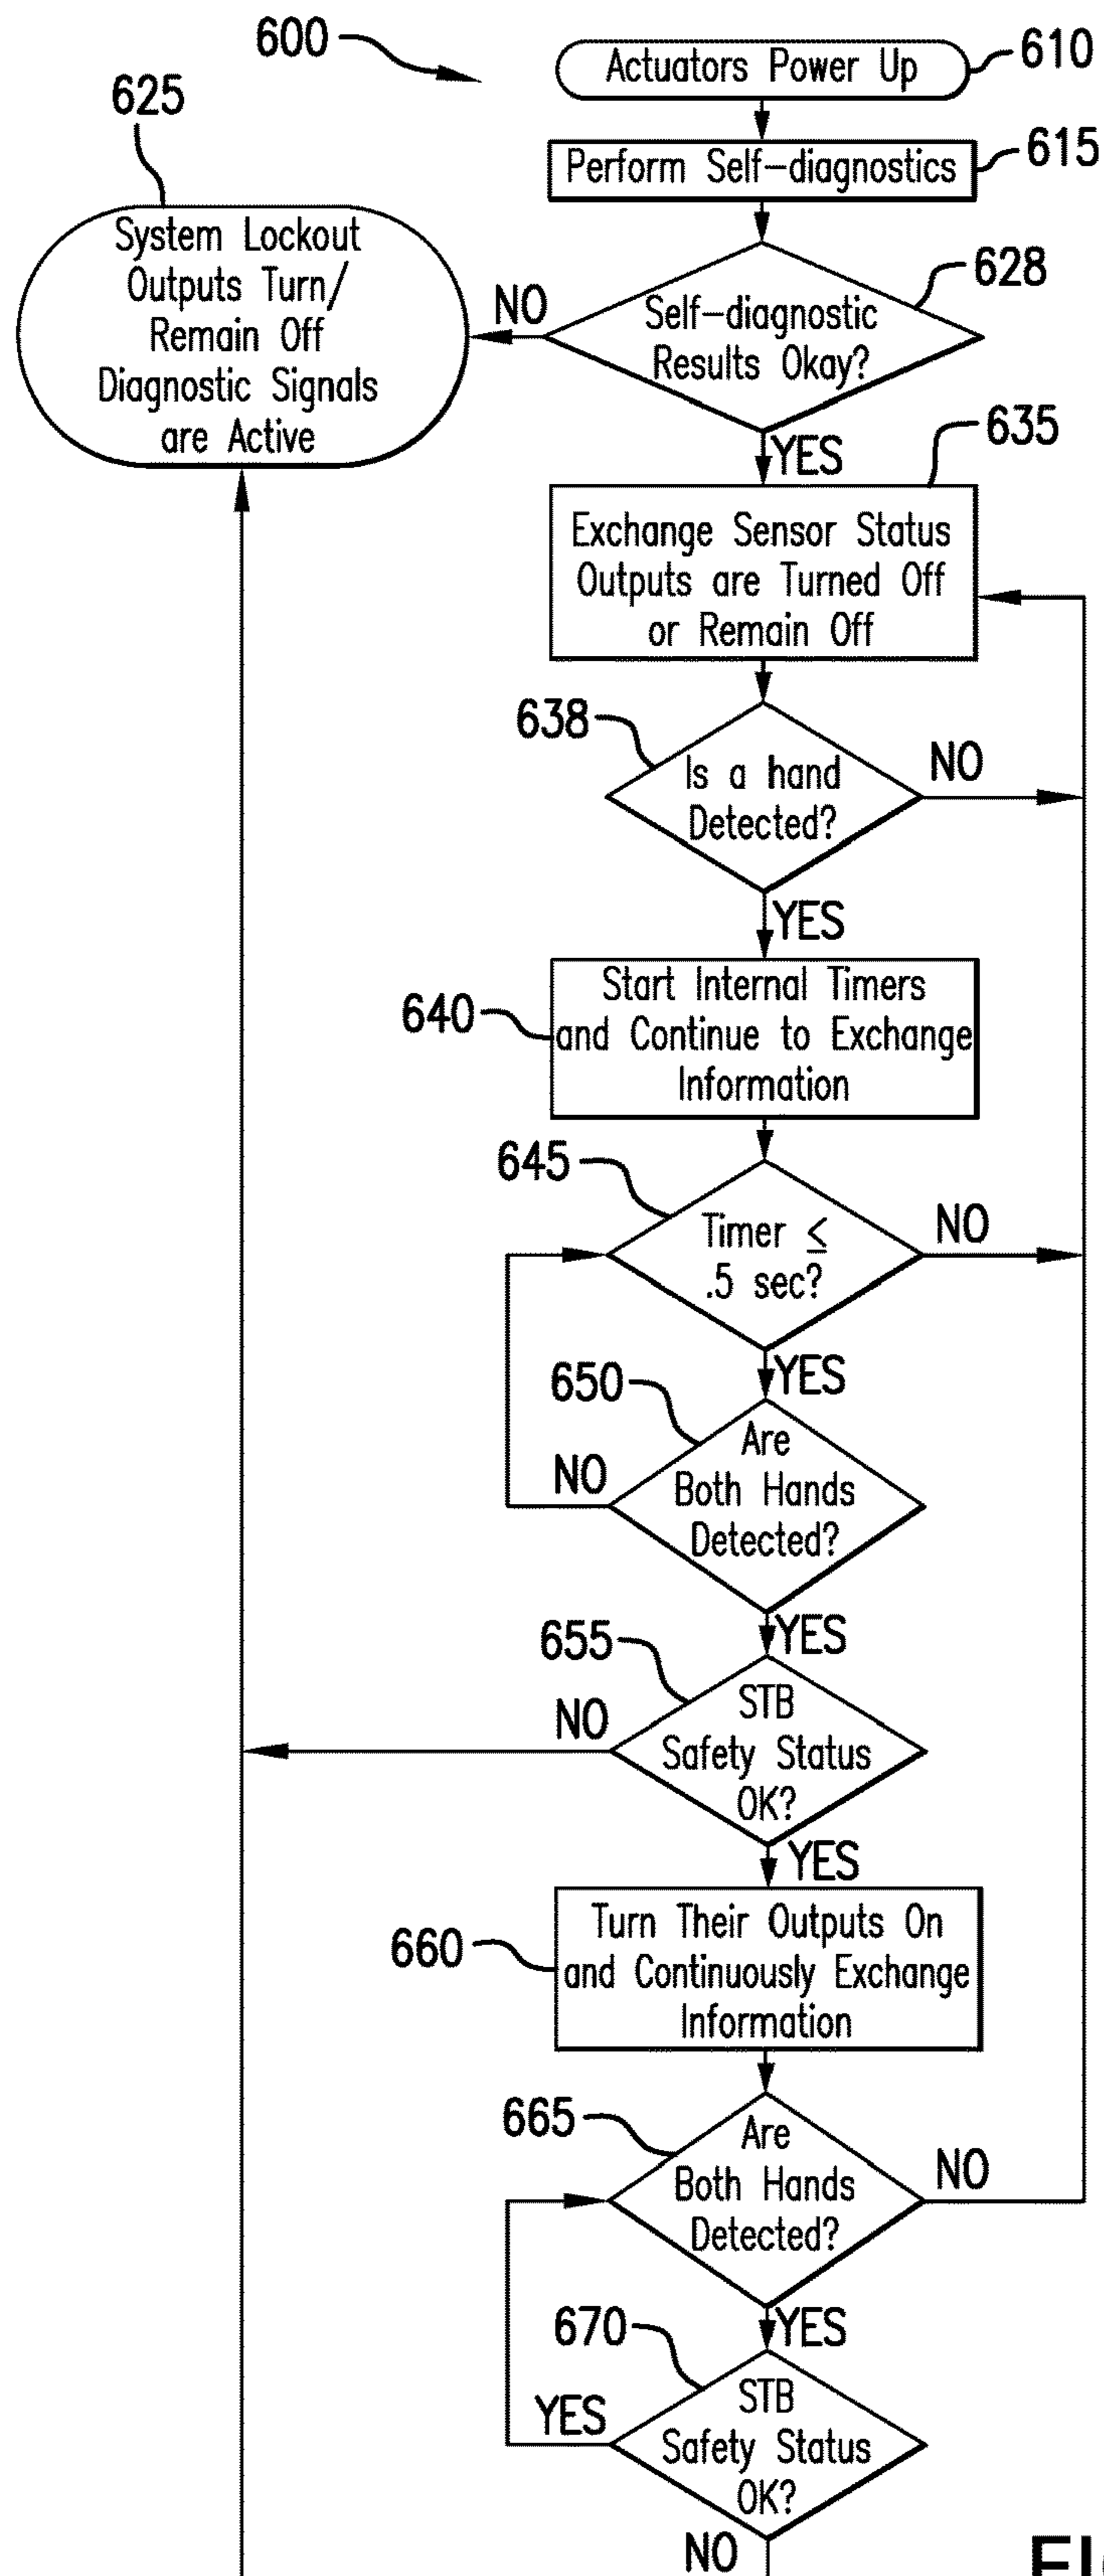 600
Actuators Power Up
610
625
Perform Self-diagnostics
615
System Lockout
Outputs Turn/
Remain Off
Diagnostic Signals
are Active
NO
Self-diagnostic
Results Okay?
628
YES
635
Exchange Sensor Status
Outputs are Turned Off
or Remain Off
638
Is a hand
Detected?
NO
YES
640
Start Internal Timers
and Continue to Exchange
Information
645
Timer ≤
.5 sec?
NO
YES
650
Are
Both Hands
Detected?
NO
YES
655
STB
Safety Status
OK?
NO
YES
660
Turn Their Outputs On
and Continuously Exchange
Information
665
Are
Both Hands
Detected?
NO
YES
670
STB
Safety Status
OK?
YES
NO